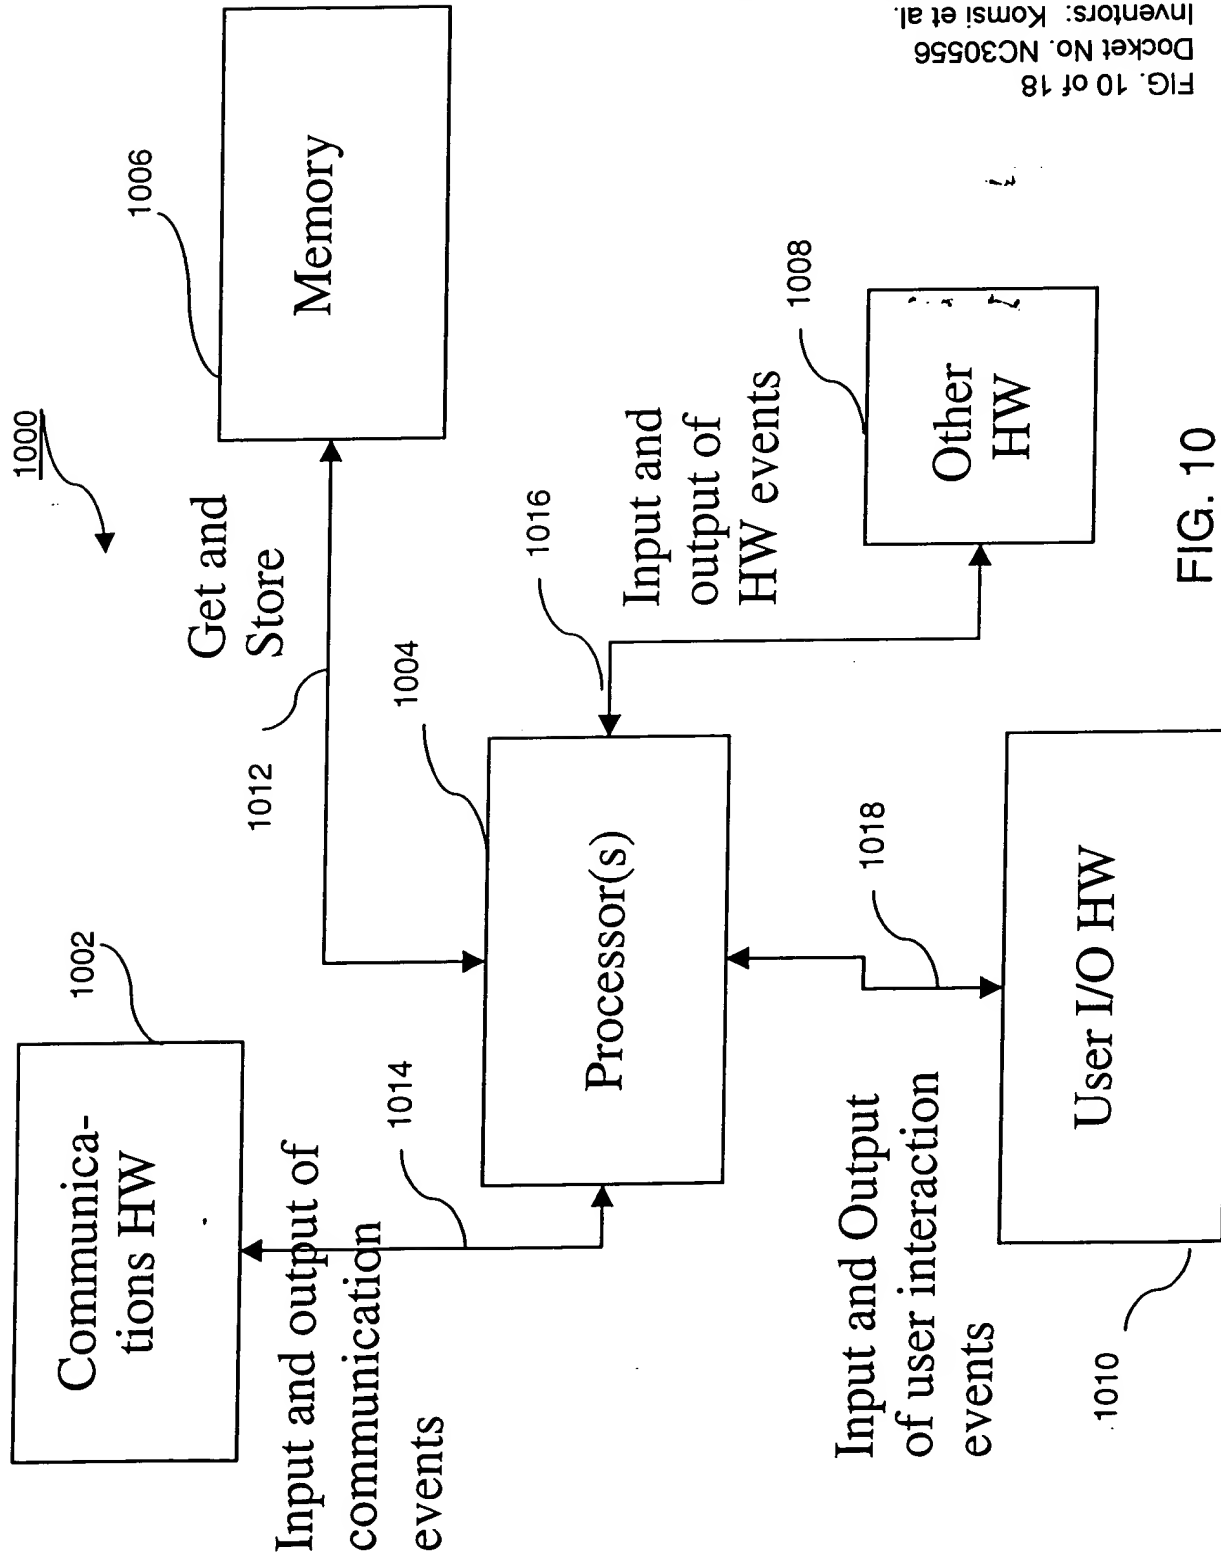 FIG. 10 of 18
Docket No. NC30556
Inventors: Komsi et al.
1000
1002
Communica-
tions HW
1006
Memory
Get and
Store
1012
Input and output of
communication
events
1014
1004
Processor(s)
1016
Input and
output of
HW events
1008
Other
HW
1018
Input and Output
of user interaction
events
User I/O HW
1010
FIG. 10